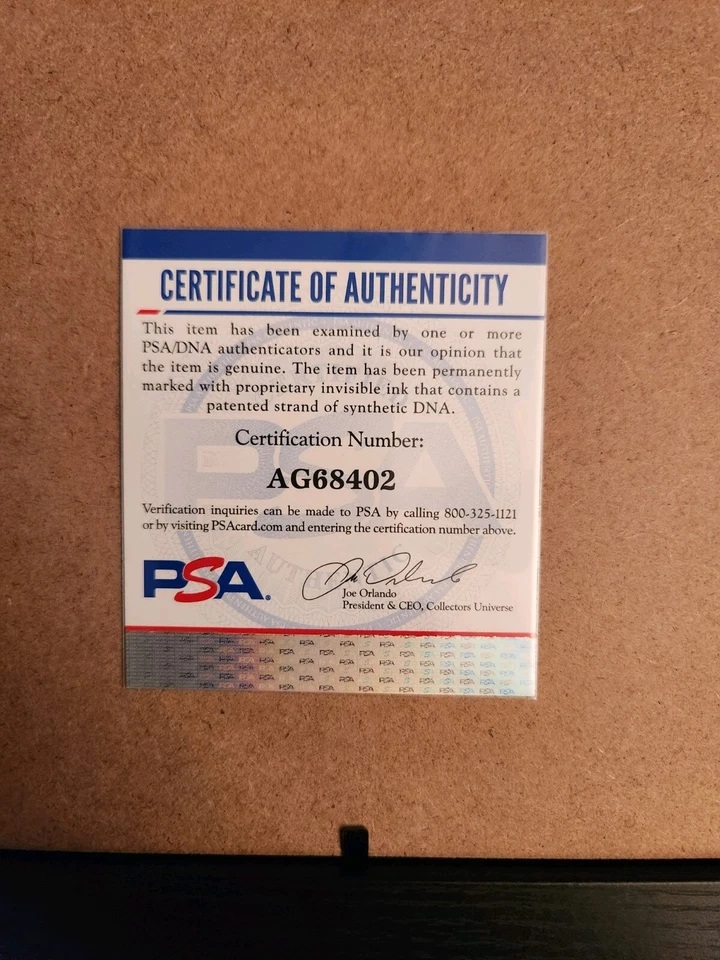 CERTIFICATE OF AUTHENTICITY
This item has been examined by one or more
PSA/DNA authenticators and it is our opinion that
the item is genuine. The item has been permanently
marked with proprietary invisible ink that contains a
patented strand of synthetic DNA.
Certification Number:
AG68402
Verification inquiries can be made to PSA by calling 800-325-1121
or by visiting PSAcard.com and entering the certification number above.
PSA®
Joe Orlando
President & CEO, Collectors Universe